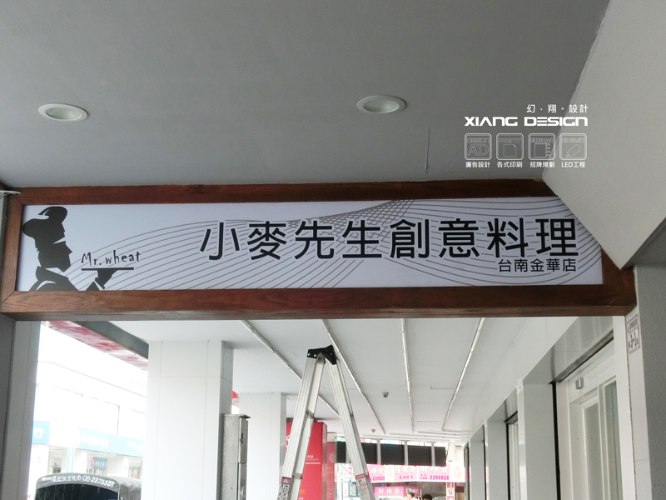 幻·翔·設計
XIANG DESIGN
廣告設計 各式印刷 招牌規劃 LED工程
Mr. wheat
小麥先生創意料理
台南金華店